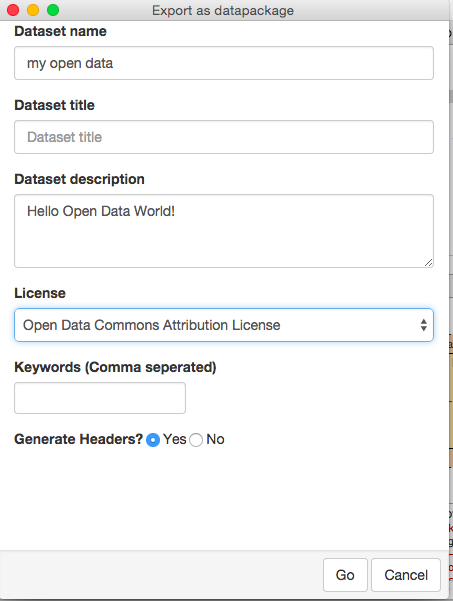 Export as datapackage
Dataset name
my open data
Dataset title
Dataset title
Dataset description
Hello Open Data World!
License
Open Data Commons Attribution License
Keywords (Comma seperated)
Generate Headers? Yes No
Go Cancel